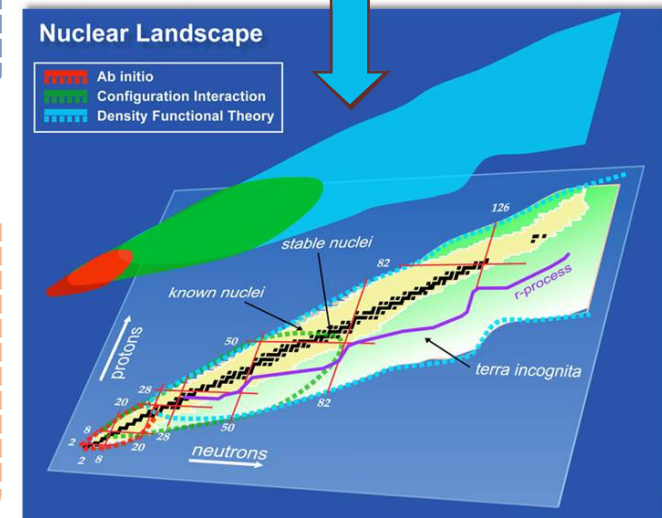 Nuclear Landscape
Ab initio
Configuration Interaction
Density Functional Theory
126
stable nuclei
82
known nuclei
r-process
50
protons
terra incognita
28
82
20
50
8
28
2
20
neutrons
2 8